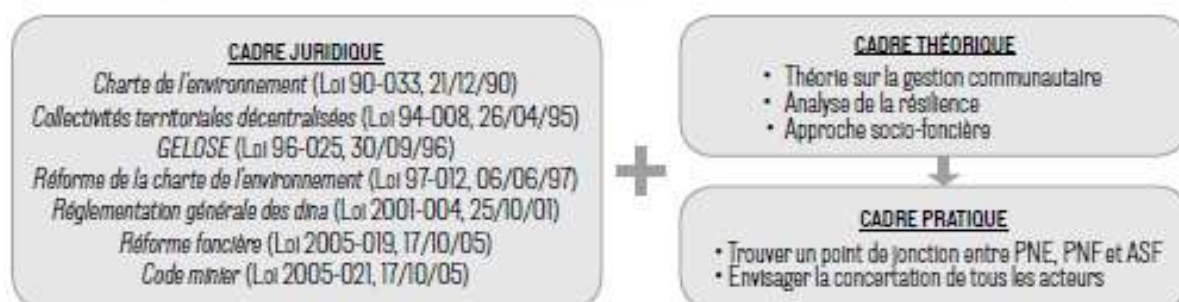 CADRE JURIDIQUE
Charte de l'environnement (Loi 90-033, 21/12/90)
Collectivités territoriales décentralisées (Loi 94-008, 26/04/95)
GELOSE (Loi 96-025, 30/09/96)
Réforme de la charte de l'environnement (Loi 97-012, 06/06/97)
Réglementation générale des dina (Loi 2001-004, 25/10/01)
Réforme foncière (Loi 2005-019, 17/10/05)
Code minier (Loi 2005-021, 17/10/05)
+
CADRE THÉORIQUE
• Théorie sur la gestion communautaire
• Analyse de la résilience
• Approche socio-foncière
CADRE PRATIQUE
• Trouver un point de jonction entre PNE, PNF et ASF
• Envisager la concertation de tous les acteurs